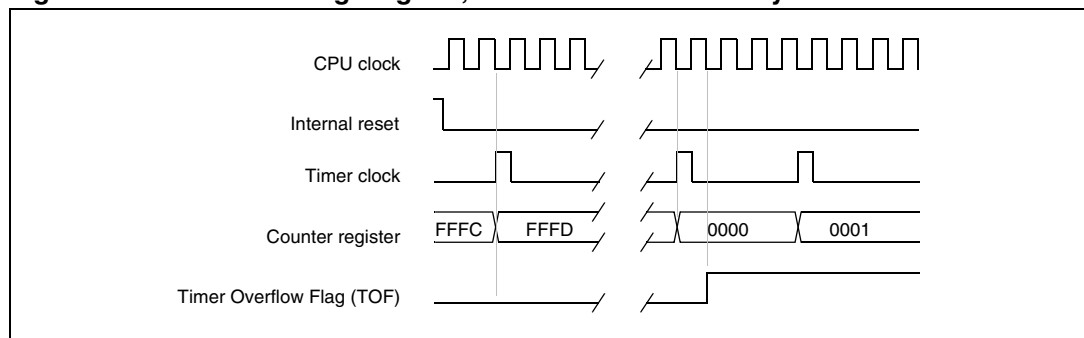 CPU clock
Internal reset
Timer clock
Counter register
FFFC
FFFD
0000
0001
Timer Overflow Flag (TOF)